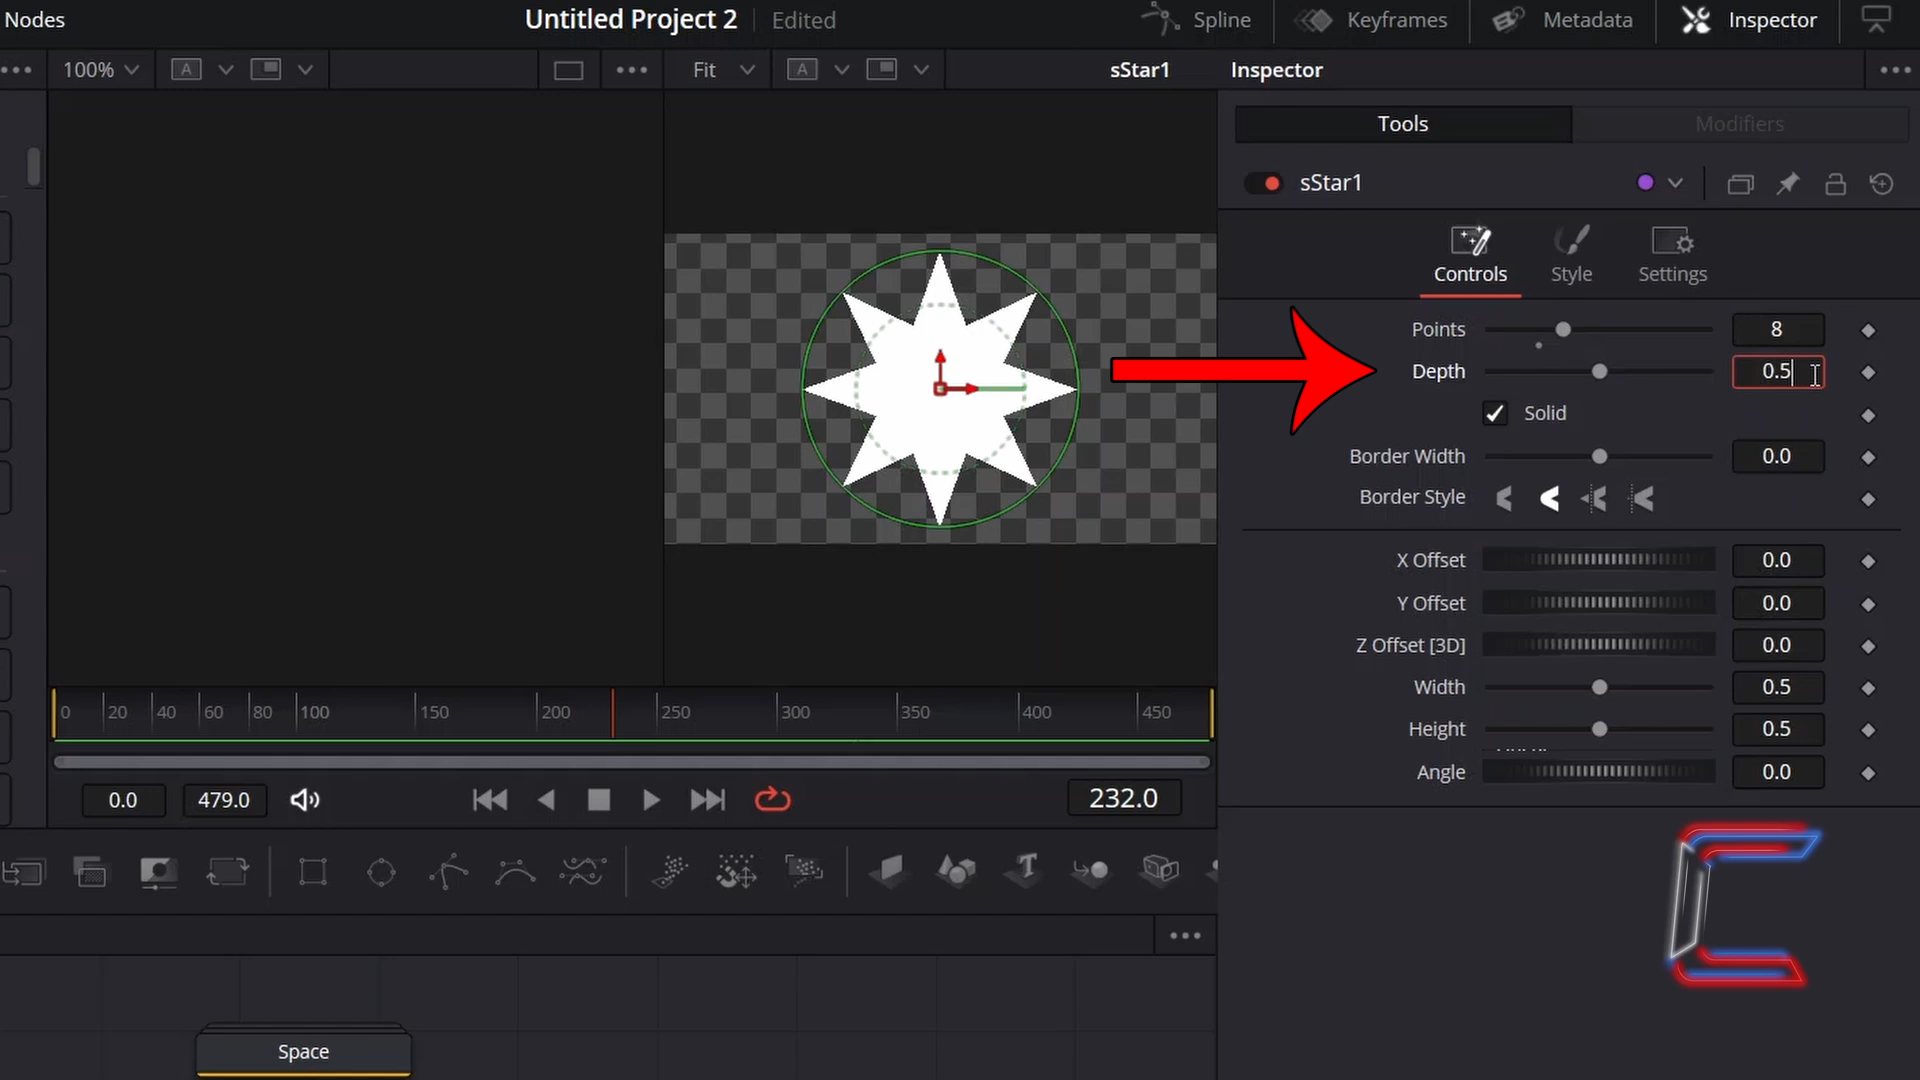 Nodes
Untitled Project 2 Edited
Spline Keyframes Metadata Inspector
100% A Fit A sStar1 Inspector
Tools Modifiers
sStar1
Controls Style Settings
Points 8
Depth 0.5
Solid
Border Width 0.0
Border Style
X Offset 0.0
Y Offset 0.0
Z Offset [3D] 0.0
Width 0.5
Height 0.5
Angle 0.0
0 20 40 60 80 100 150 200 250 300 350 400 450
0.0 479.0 232.0
T
C
Space